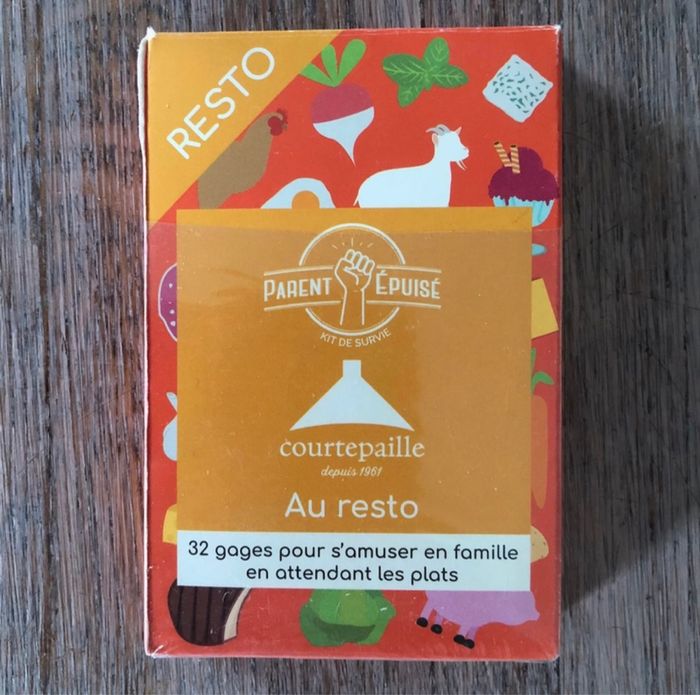 RESTO
PARENT ÉPUISÉ
KIT DE SURVIE
courtepaille
depuis 1961
Au resto
32 gages pour s'amuser en famille
en attendant les plats